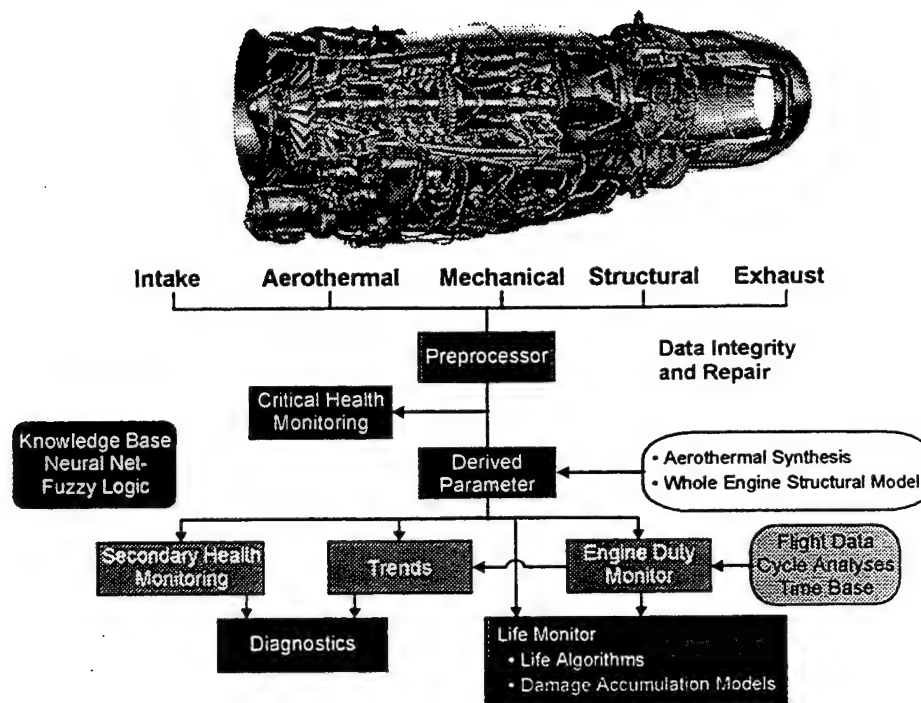 Intake Aerothermal Mechanical Structural Exhaust
Preprocessor
Data Integrity
and Repair
Critical Health
Monitoring
Knowledge Base
Neural Net-
Fuzzy Logic
Derived
Parameter
• Aerothermal Synthesis
• Whole Engine Structural Model
Secondary Health
Monitoring
Trends
Engine Duty
Monitor
Flight Data
Cycle Analyses
Time Base
Diagnostics
Life Monitor
• Life Algorithms
• Damage Accumulation Models